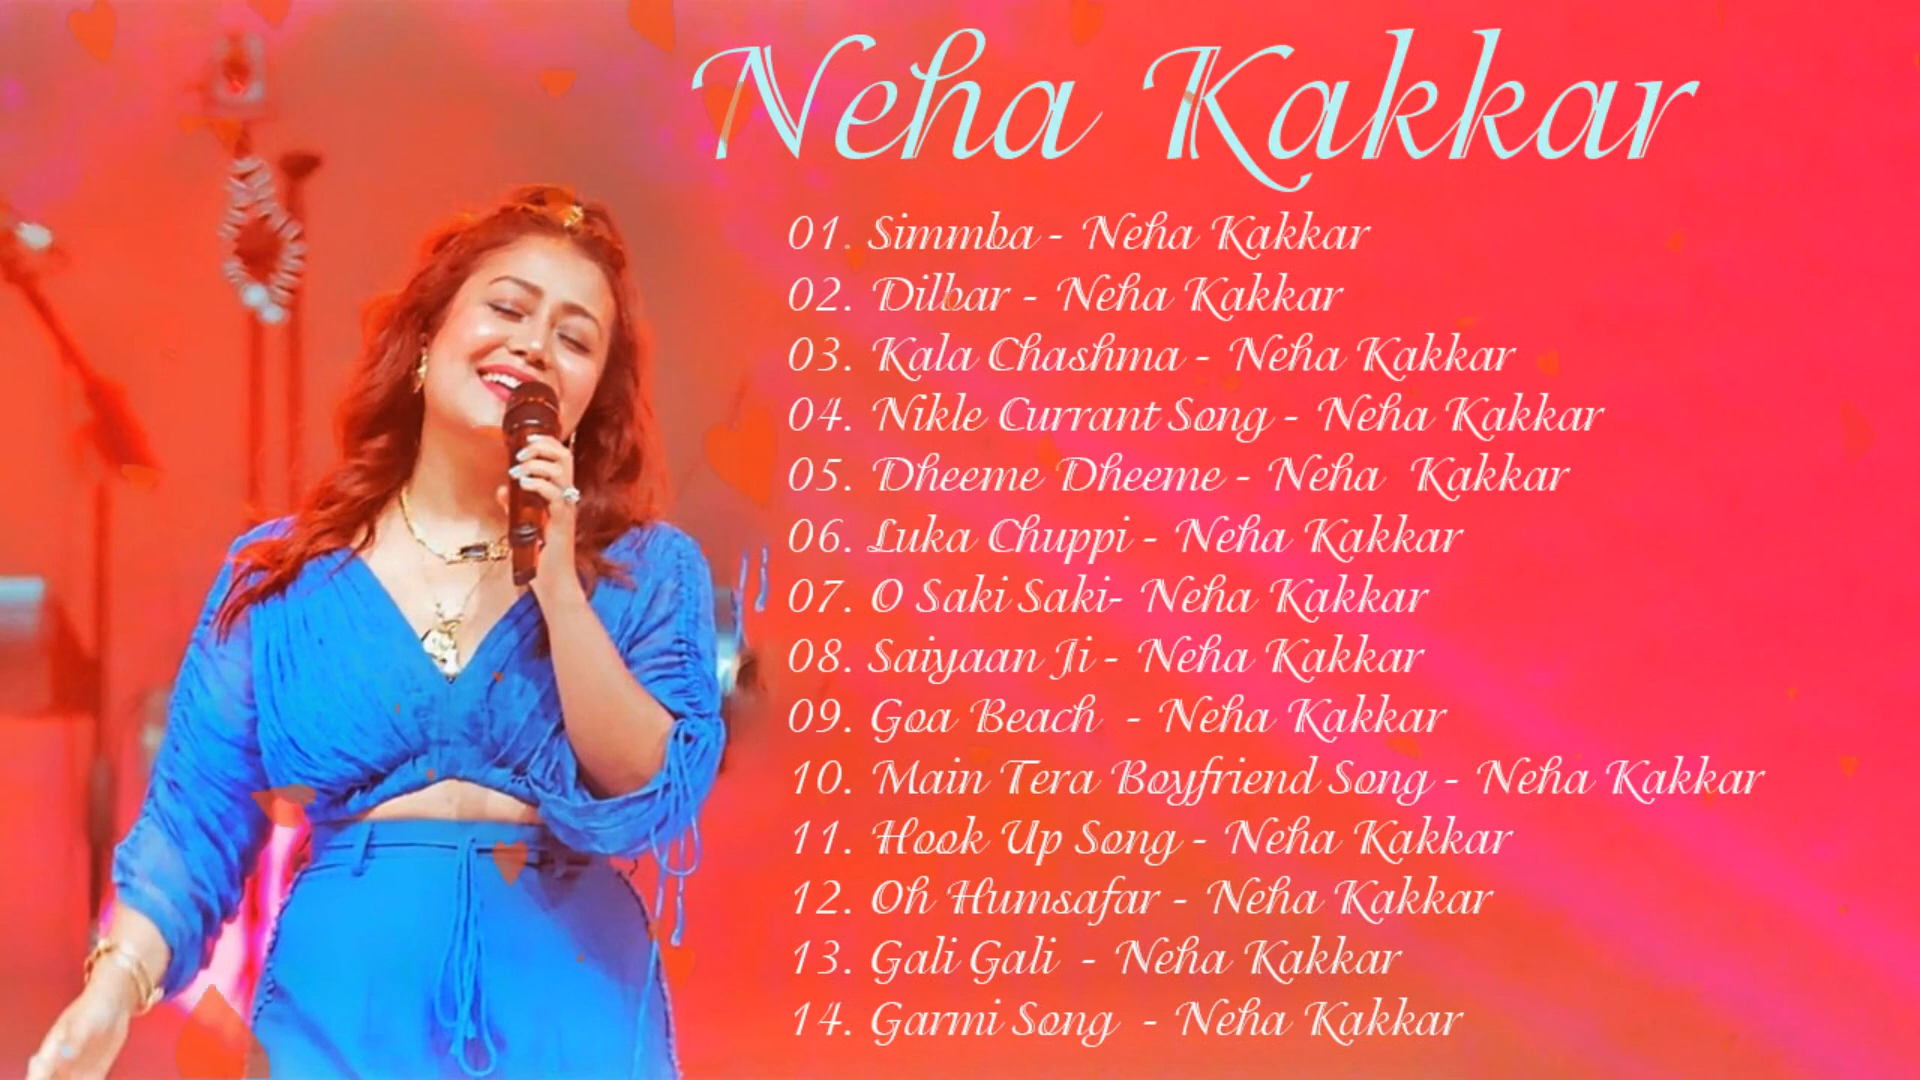 Neha Kakkar
01. Simmba - Neha Kakkar
02. Dilbar - Neha Kakkar
03. Kala Chashma - Neha Kakkar
04. Nikle Currant Song - Neha Kakkar
05. Dheeme Dheeme - Neha Kakkar
06. Luka Chuppi - Neha Kakkar
07. O Saki Saki- Neha Kakkar
08. Saiyaan Ji - Neha Kakkar
09. Goa Beach - Neha Kakkar
10. Main Tera Boyfriend Song - Neha Kakkar
11. Hook Up Song - Neha Kakkar
12. Oh Humsafar - Neha Kakkar
13. Gali Gali - Neha Kakkar
14. Garmi Song - Neha Kakkar